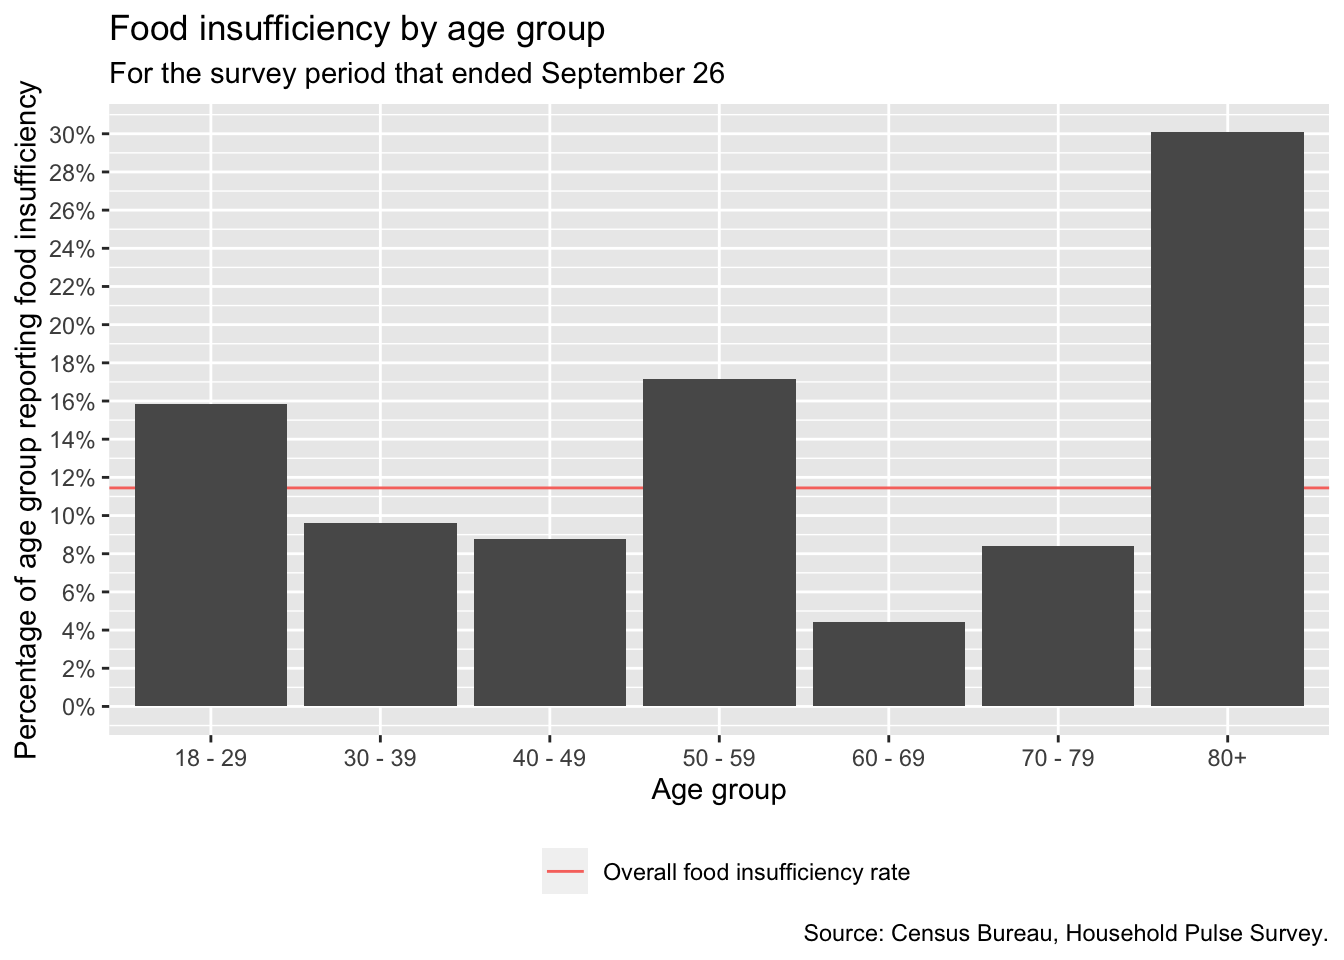 Food insufficiency by age group
For the survey period that ended September 26
Percentage of age group reporting food insufficiency
30%
28%
26%
24%
22%
20%
18%
16%
14%
12%
10%
8%
6%
4%
2%
0%
18 - 29
30 - 39
40 - 49
50 - 59
60 - 69
70 - 79
80+
Age group
Overall food insufficiency rate
Source: Census Bureau, Household Pulse Survey.